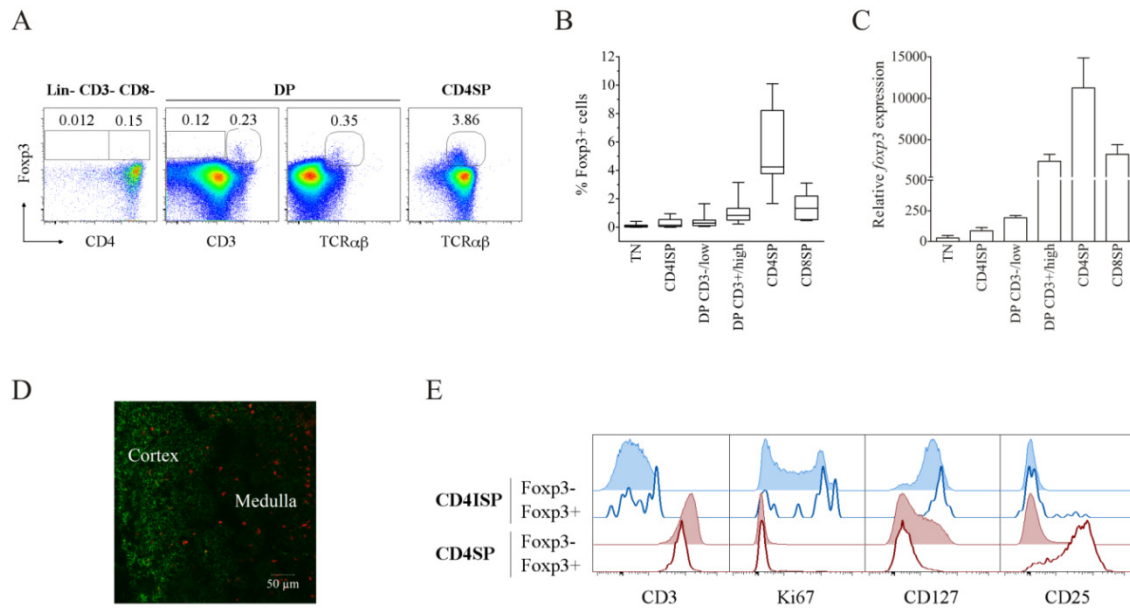 A
Lin- CD3- CD8-
DP
CD4SP
0.012 0.15
0.12 0.23
0.35
3.86
Foxp3
CD4
CD3
TCRαβ
TCRαβ
B
% Foxp3+ cells
12
10
8
6
4
2
0
TN
CD4ISP
DP CD3-/low
DP CD3+/high
CD4SP
CD8SP
C
Relative foxp3 expression
15000
10000
5000
500
250
0
TN
CD4ISP
DP CD3-/low
DP CD3+/high
CD4SP
CD8SP
D
Cortex
Medulla
50 µm
E
CD4ISP
Foxp3-
Foxp3+
CD4SP
Foxp3-
Foxp3+
CD3
Ki67
CD127
CD25